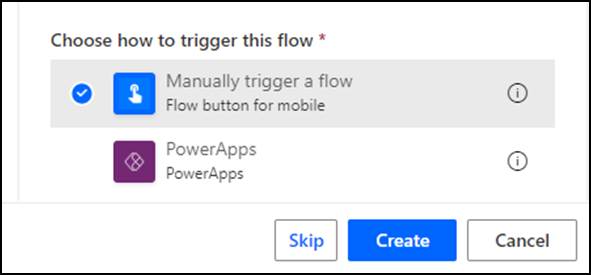 Choose how to trigger this flow *
Manually trigger a flow
Flow button for mobile
PowerApps
PowerApps
Skip
Create
Cancel